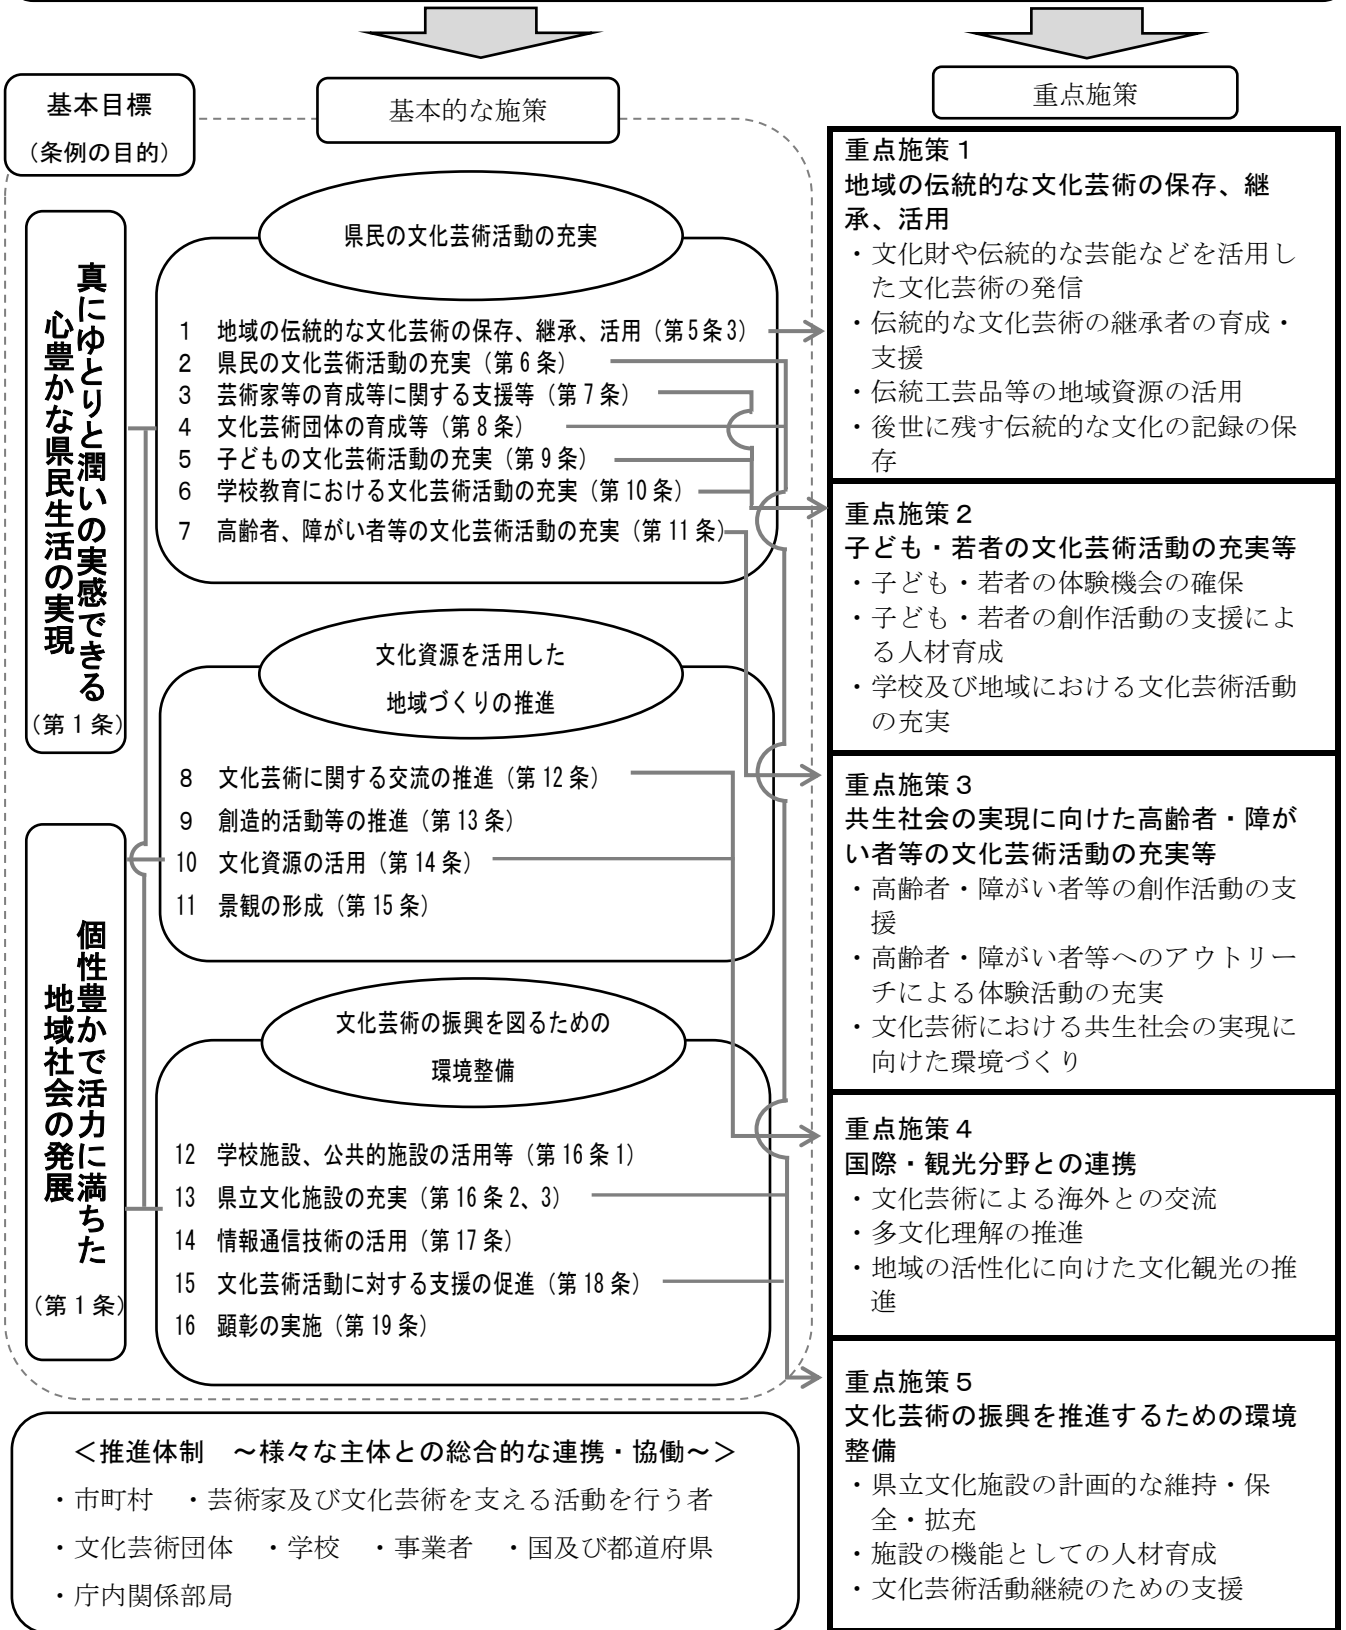 基本目標
（条例の目的）
基本的な施策
重点施策
真にゆとりと潤いの実感できる
心豊かな県民生活の実現
（第１条）
個性豊かで活力に満ちた
地域社会の発展
（第１条）
県民の文化芸術活動の充実
1 地域の伝統的な文化芸術の保存、継承、活用（第5条3）
2 県民の文化芸術活動の充実（第6条）
3 芸術家等の育成等に関する支援等（第7条）
4 文化芸術団体の育成等（第8条）
5 子どもの文化芸術活動の充実（第9条）
6 学校教育における文化芸術活動の充実（第10条）
7 高齢者、障がい者等の文化芸術活動の充実（第11条）
文化資源を活用した
地域づくりの推進
8 文化芸術に関する交流の推進（第12条）
9 創造的活動等の推進（第13条）
10 文化資源の活用（第14条）
11 景観の形成（第15条）
文化芸術の振興を図るための
環境整備
12 学校施設、公共的施設の活用等（第16条1）
13 県立文化施設の充実（第16条2、3）
14 情報通信技術の活用（第17条）
15 文化芸術活動に対する支援の促進（第18条）
16 顕彰の実施（第19条）
＜推進体制　～様々な主体との総合的な連携・協働～＞
・市町村　・芸術家及び文化芸術を支える活動を行う者
・文化芸術団体　・学校　・事業者　・国及び都道府県
・庁内関係部局
重点施策１
地域の伝統的な文化芸術の保存、継
承、活用
・文化財や伝統的な芸能などを活用し
た文化芸術の発信
・伝統的な文化芸術の継承者の育成・
支援
・伝統工芸品等の地域資源の活用
・後世に残す伝統的な文化の記録の保
存
重点施策２
子ども・若者の文化芸術活動の充実等
・子ども・若者の体験機会の確保
・子ども・若者の創作活動の支援によ
る人材育成
・学校及び地域における文化芸術活動
の充実
重点施策３
共生社会の実現に向けた高齢者・障が
い者等の文化芸術活動の充実等
・高齢者・障がい者等の創作活動の支
援
・高齢者・障がい者等へのアウトリー
チによる体験活動の充実
・文化芸術における共生社会の実現に
向けた環境づくり
重点施策４
国際・観光分野との連携
・文化芸術による海外との交流
・多文化理解の推進
・地域の活性化に向けた文化観光の推
進
重点施策５
文化芸術の振興を推進するための環境
整備
・県立文化施設の計画的な維持・保
全・拡充
・施設の機能としての人材育成
・文化芸術活動継続のための支援